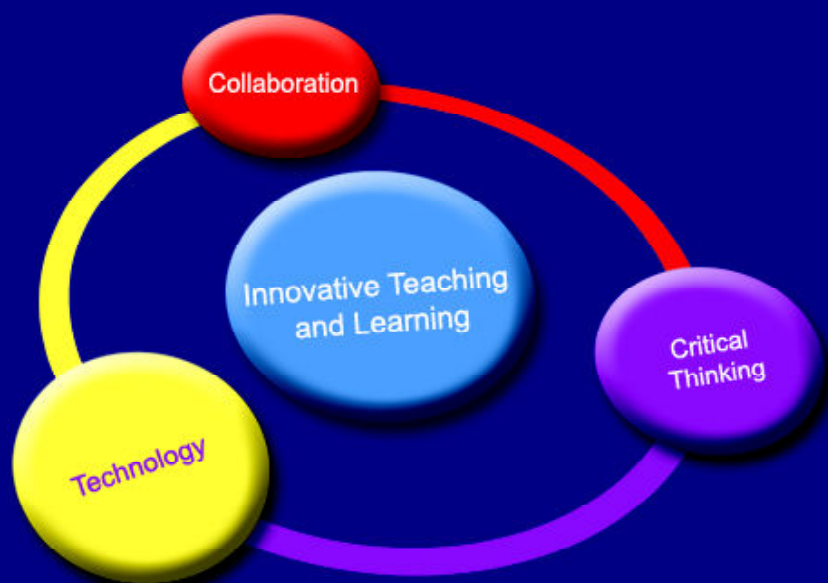 Collaboration
Innovative Teaching
and Learning
Critical
Thinking
Technology